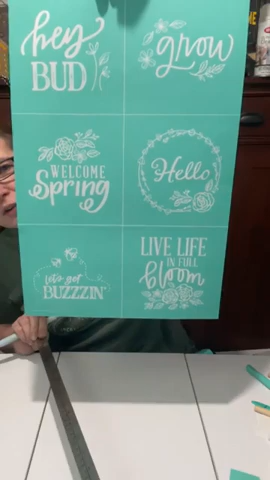 hey
BUD
grow
WELCOME
Spring
Hello
let's get
BUZZZIN'
LIVE LIFE
IN FULL
bloom